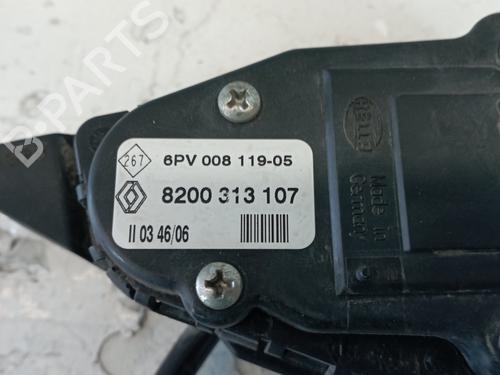 B-PARTS
267
6PV 008 119-05
8200 313 107
II 03 46/06
HELLA
Made in
Germany